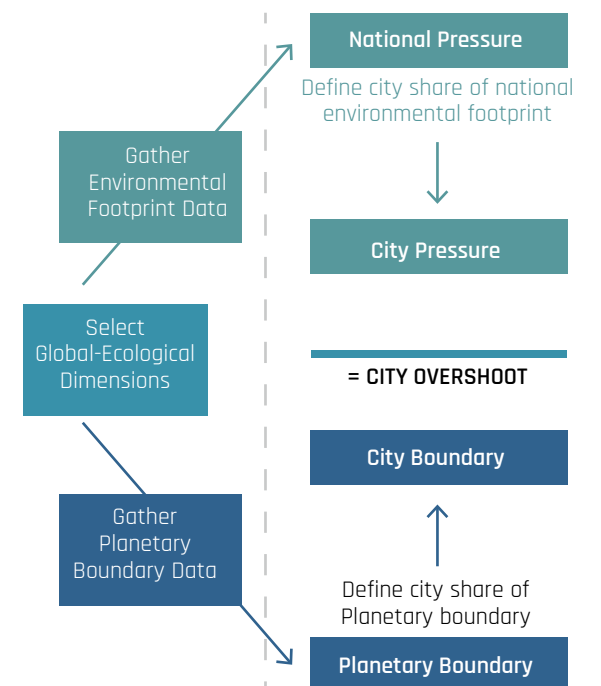 National Pressure
Define city share of national
environmental footprint
Gather
Environmental
Footprint Data
City Pressure
Select
Global-Ecological
Dimensions
= CITY OVERSHOOT
City Boundary
Gather
Planetary
Boundary Data
Define city share of
Planetary boundary
Planetary Boundary